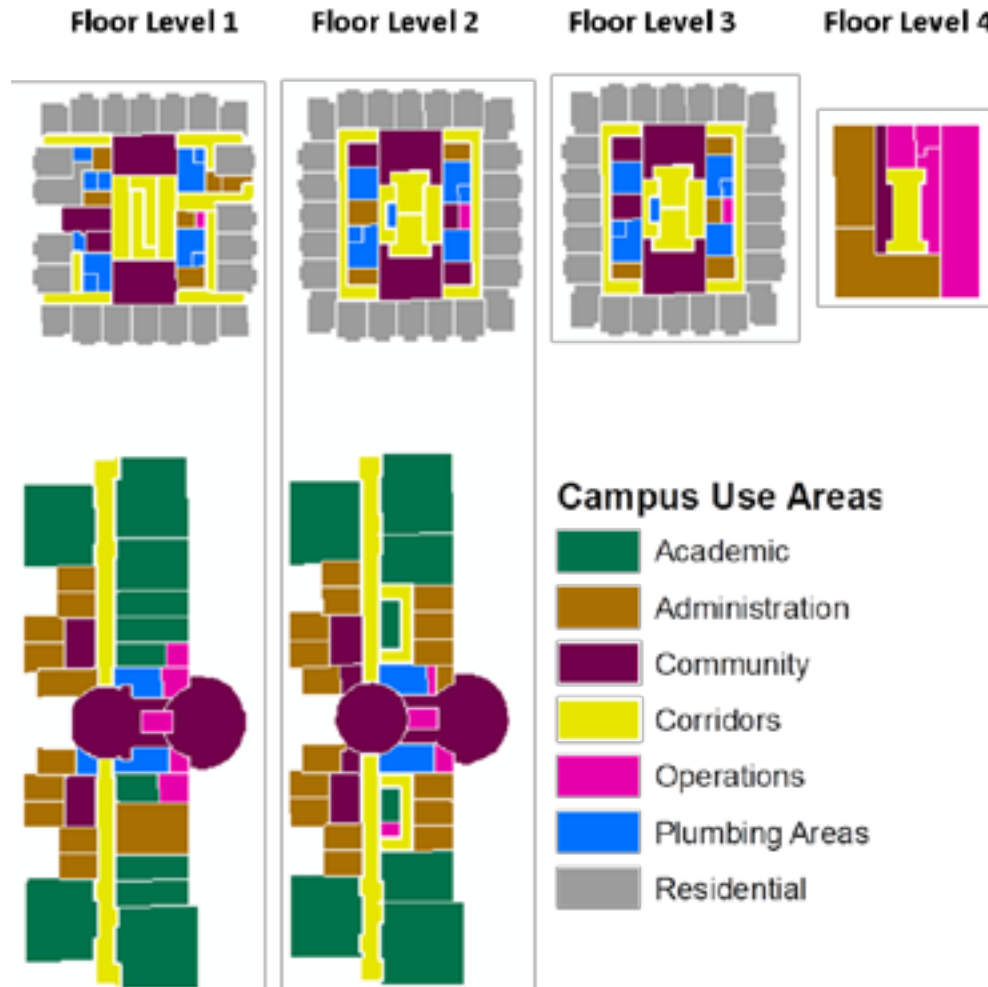 Floor Level 1
Floor Level 2
Floor Level 3
Floor Level 4
Campus Use Areas
Academic
Administration
Community
Corridors
Operations
Plumbing Areas
Residential